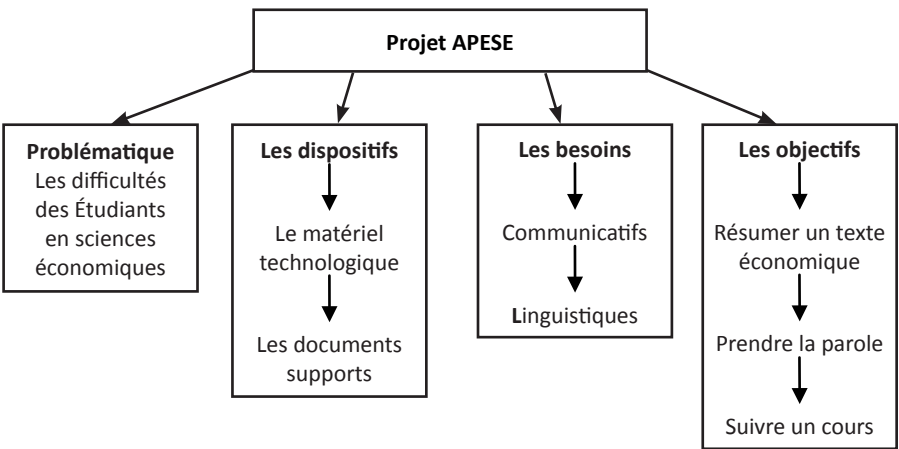 Projet APESE
Problématique
Les difficultés
des Étudiants
en sciences
économiques
Les dispositifs
Le matériel
technologique
Les documents
supports
Les besoins
Communicatifs
Linguistiques
Les objectifs
Résumer un texte
économique
Prendre la parole
Suivre un cours